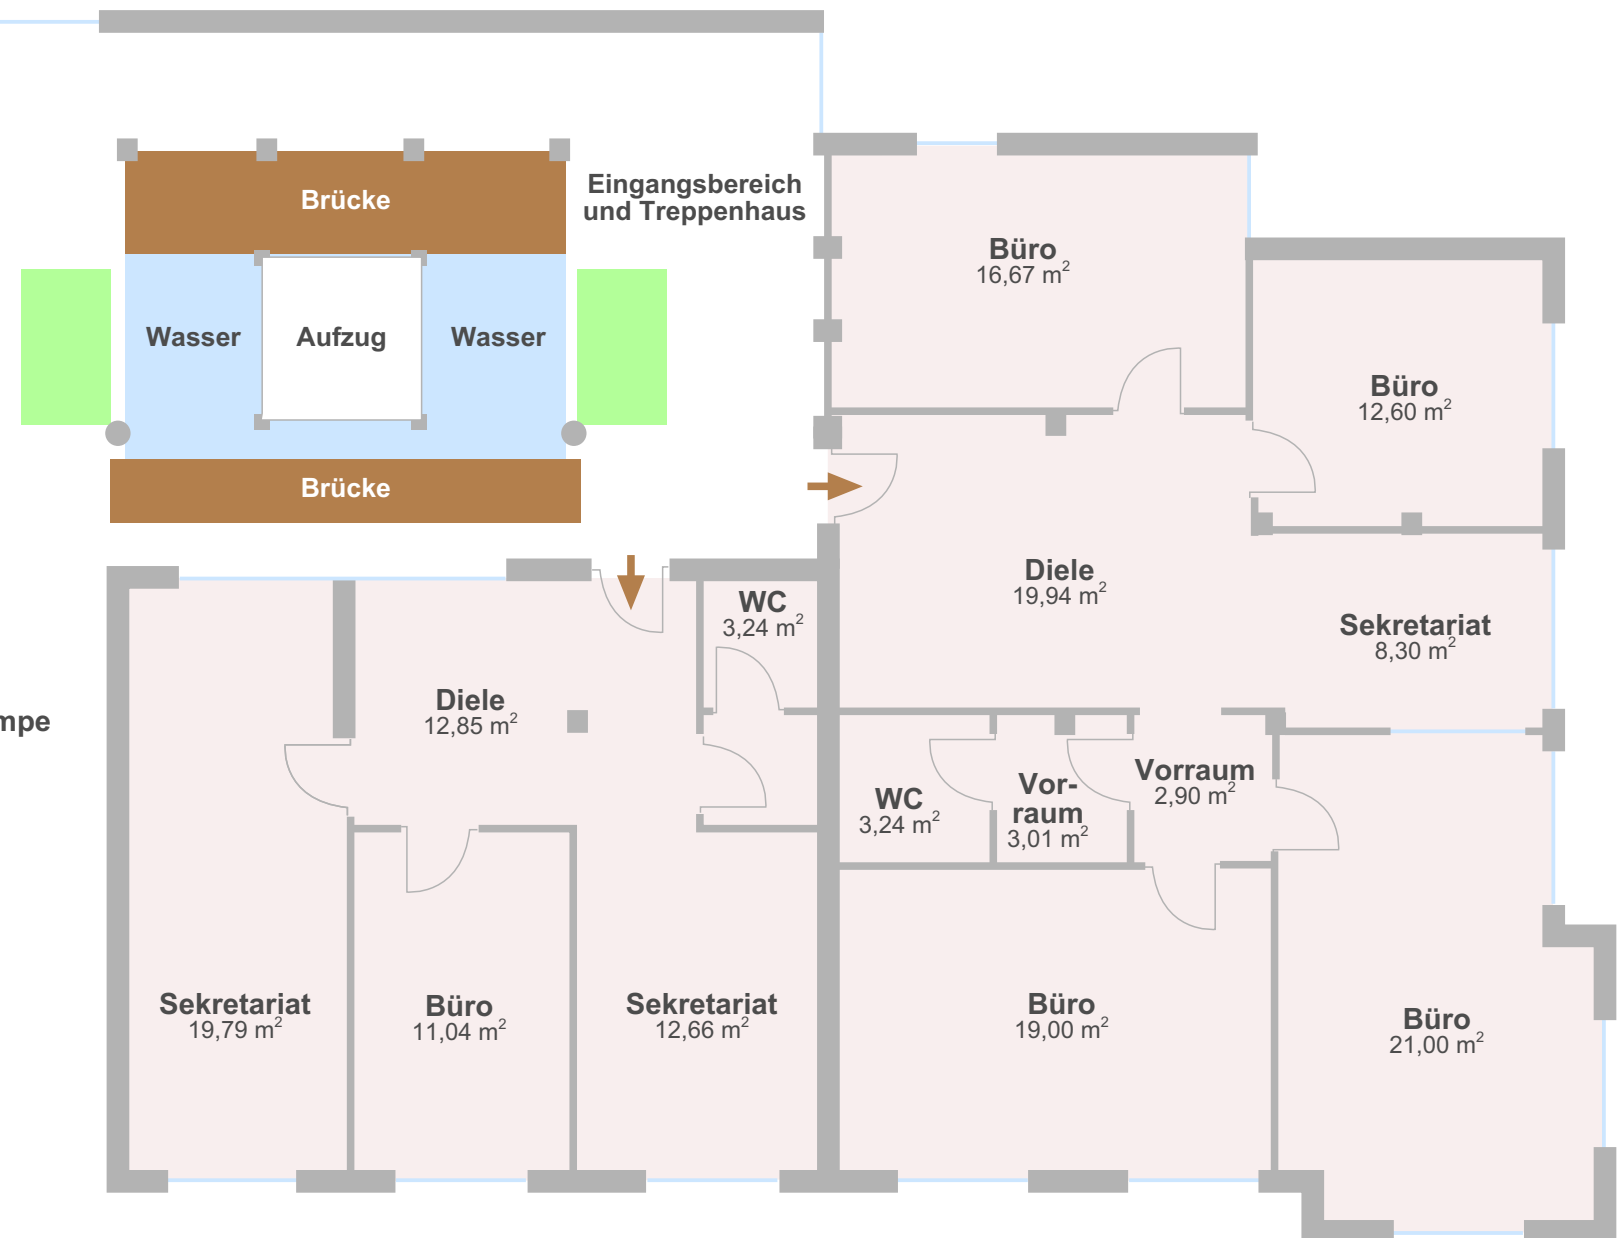 Brücke
Eingangsbereich
und Treppenhaus
Wasser
Aufzug
Wasser
Brücke
Büro
16,67 m²
Büro
12,60 m²
Diele
19,94 m²
Sekretariat
8,30 m²
WC
3,24 m²
Diele
12,85 m²
mpe
WC
3,24 m²
Vor-
raum
3,01 m²
Vorraum
2,90 m²
Sekretariat
19,79 m²
Büro
11,04 m²
Sekretariat
12,66 m²
Büro
19,00 m²
Büro
21,00 m²